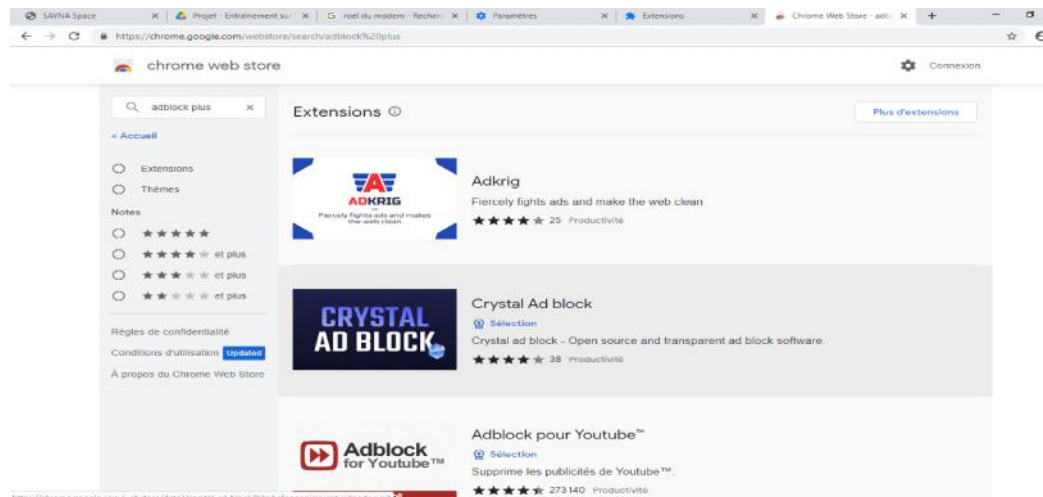 SAYNA Space
Projet - Entraînement sur
roel du modem - Recherc
Paramètres
Extensions
Chrome Web Store - adb
https://chrome.google.com/webstore/search/adblock%20plus
chrome web store
Connexion
adblock plus
« Accueil
Extensions
Thèmes
Notes
et plus
et plus
et plus
Règles de confidentialité
Conditions d'utilisation Updated
À propos du Chrome Web Store
Extensions
Plus d'extensions
ADKRIG
Fiercely fights ads and makes
the web clean
Adkrig
Fiercely fights ads and make the web clean
25 Productivité
CRYSTAL
AD BLOCK
Crystal Ad block
Sélection
Crystal ad block - Open source and transparent ad block software.
38 Productivité
Adblock
for Youtube™
Adblock pour Youtube™
Sélection
Supprime les publicités de Youtube™.
273140 Productivité